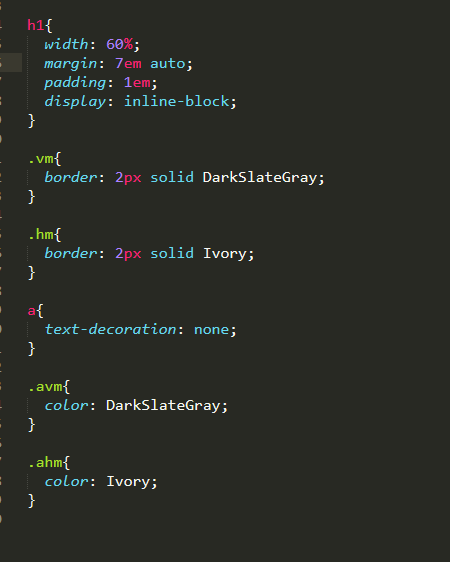 h1{
width: 60%;
margin: 7em auto;
padding: 1em;
display: inline-block;
}
.vm{
border: 2px solid DarkSlateGray;
}
.hm{
border: 2px solid Ivory;
}
a{
text-decoration: none;
}
.avm{
color: DarkSlateGray;
}
.ahm{
color: Ivory;
}